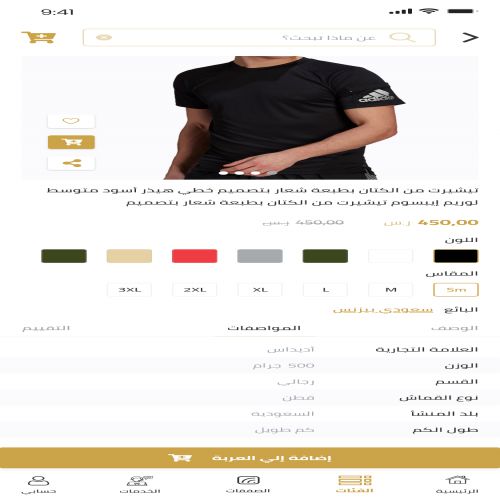 9:41
عن ماذا تبحث؟
adidas
تيشيرت من الكتان بطبعة شعار بتصميم خطي هيذر أسود متوسط
لوريم إيبسوم تيشيرت من الكتان بطبعة شعار بتصميم
450,00 ر.س 450,00 ر.س
اللون
المقاس
Sm M L XL 2XL 3XL
البائع: سعودي بيزنس
الوصف المواصفات التقييم
العلامة التجارية أديداس
الوزن 500 جرام
القسم رجالي
نوع القماش قطن
بلد المنشأ السعودية
طول الكم كم طويل
إضافة إلي العربة
الرئيسية الفئات الصفقات الخدمات حسابي